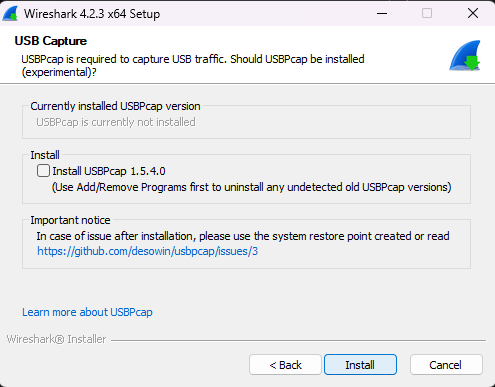 Wireshark 4.2.3 x64 Setup
USB Capture
USBPcap is required to capture USB traffic. Should USBPcap be installed
(experimental)?
Currently installed USBPcap version
USBPcap is currently not installed
Install
Install USBPcap 1.5.4.0
(Use Add/Remove Programs first to uninstall any undetected old USBPcap versions)
Important notice
In case of issue after installation, please use the system restore point created or read
https://github.com/desowin/usbpcap/issues/3
Learn more about USBPcap
Wireshark® Installer
< Back
Install
Cancel